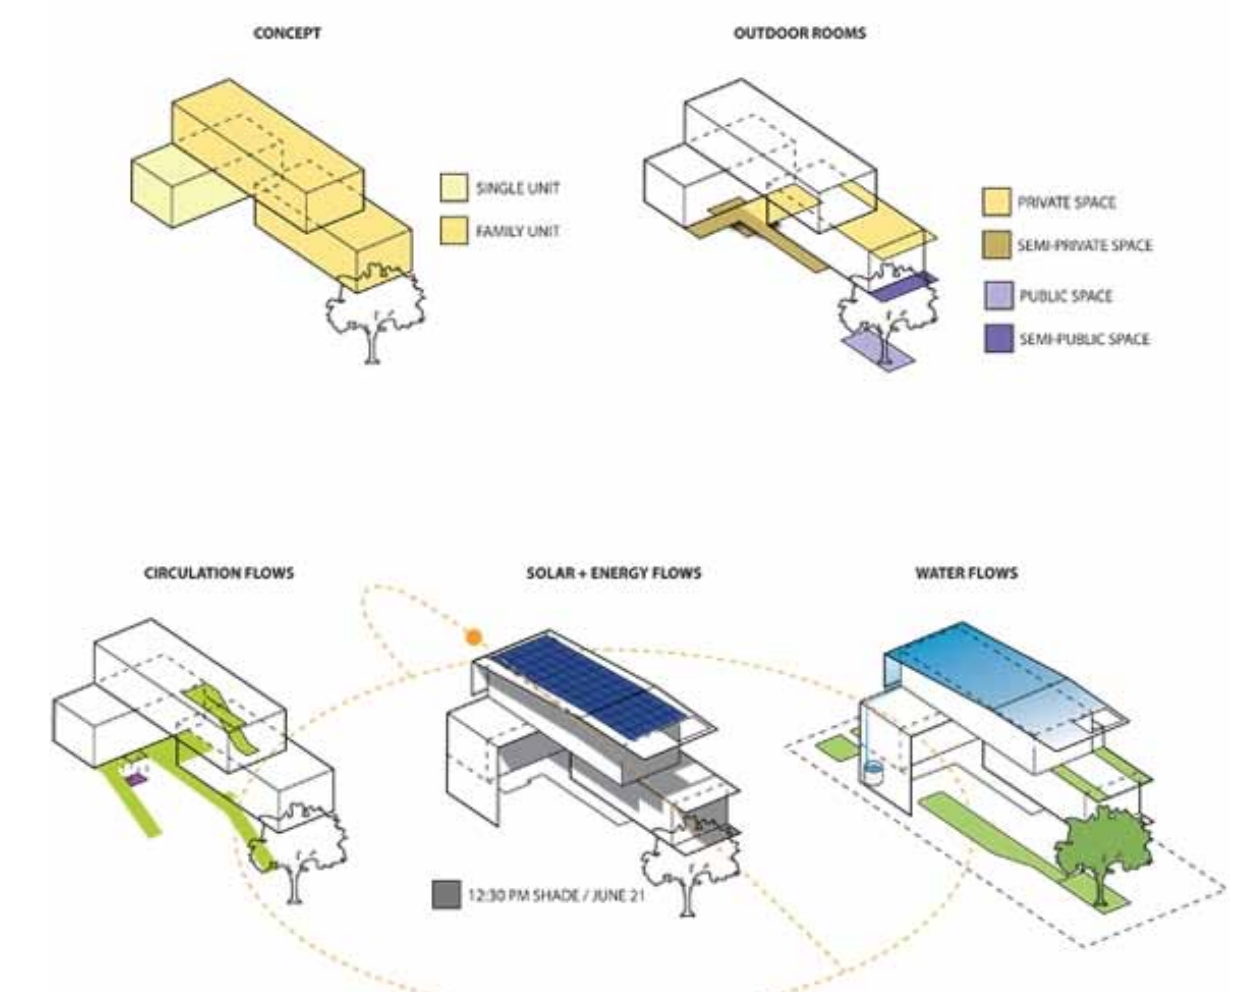 CONCEPT
OUTDOOR ROOMS
SINGLE UNIT
FAMILY UNIT
PRIVATE SPACE
SEMI-PRIVATE SPACE
PUBLIC SPACE
SEMI-PUBLIC SPACE
CIRCULATION FLOWS
SOLAR + ENERGY FLOWS
WATER FLOWS
12:30 PM SHADE / JUNE 21